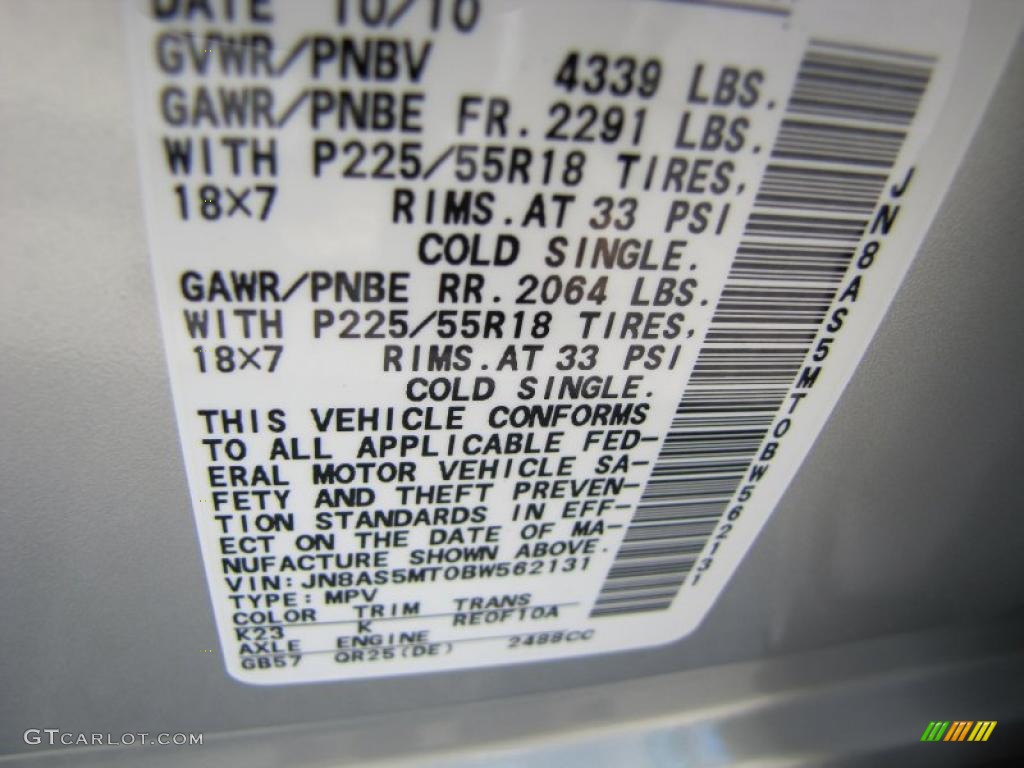 DATE 10/10
GVWR/PNBV 4339 LBS.
GAWR/PNBE FR. 2291 LBS.
WITH P225/55R18 TIRES,
18×7 RIMS. AT 33 PSI
COLD SINGLE.
GAWR/PNBE RR. 2064 LBS.
WITH P225/55R18 TIRES,
18×7 RIMS. AT 33 PSI
COLD SINGLE.
THIS VEHICLE CONFORMS
TO ALL APPLICABLE FED-
ERAL MOTOR VEHICLE SA-
FETY AND THEFT PREVEN-
TION STANDARDS IN EFF-
ECT ON THE DATE OF MA-
NUFACTURE SHOWN ABOVE.
VIN: JN8AS5MT0BW562131
TYPE: MPV
COLOR TRIM TRANS
K23 K RE0F10A
AXLE ENGINE
GB57 QR25(DE) 2488CC
JN8AS5MT0BW562131
GTCARLOT.COM